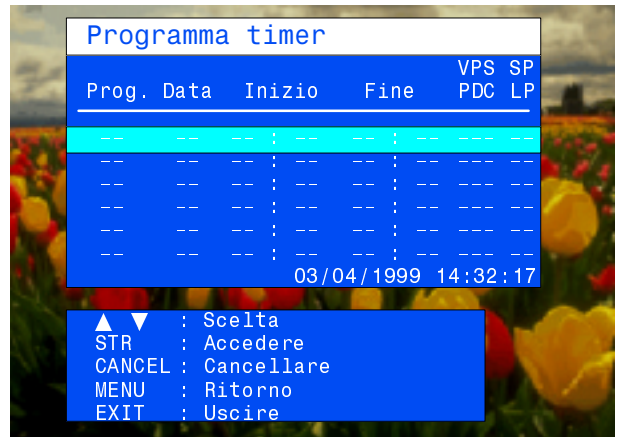 Programma timer
VPS SP
Prog. Data Inizio Fine PDC LP
-- -- -- : -- -- : -- --- --
-- -- -- : -- -- : -- --- --
-- -- -- : -- -- : -- --- --
-- -- -- : -- -- : -- --- --
-- -- -- : -- -- : -- --- --
-- -- -- : -- -- : -- --- --
03/04/1999 14:32:17
▲ ▼ : Scelta
STR : Accedere
CANCEL : Cancellare
MENU : Ritorno
EXIT : Uscire